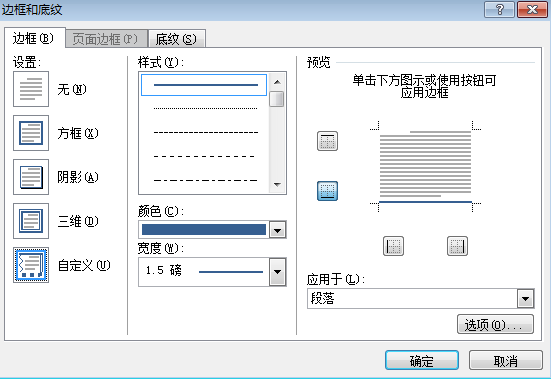 边框和底纹
边框(B)
页面边框(P)
底纹(S)
设置:
无(N)
方框(X)
阴影(A)
三维(D)
自定义(U)
样式(Y):
颜色(C):
宽度(W):
1.5 磅
预览
单击下方图示或使用按钮可
应用边框
应用于(L):
段落
选项(O)...
确定
取消